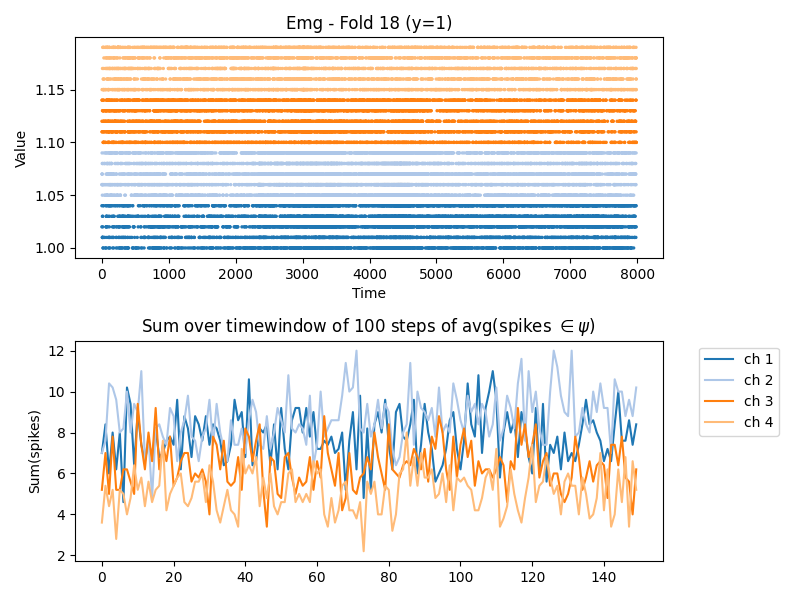 Emg - Fold 18 (y=1)
1.15
1.10
1.05
1.00
Value
0 1000 2000 3000 4000 5000 6000 7000 8000
Time
Sum over timewindow of 100 steps of avg(spikes ∈ ψ)
12
10
8
6
4
2
Sum(spikes)
0 20 40 60 80 100 120 140
ch 1
ch 2
ch 3
ch 4